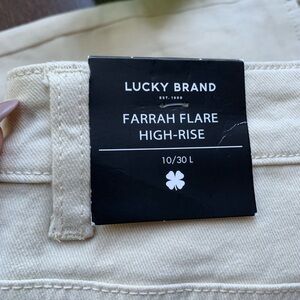 LUCKY BRAND
EST. 1990
FARRAH FLARE
HIGH-RISE
10/30 L